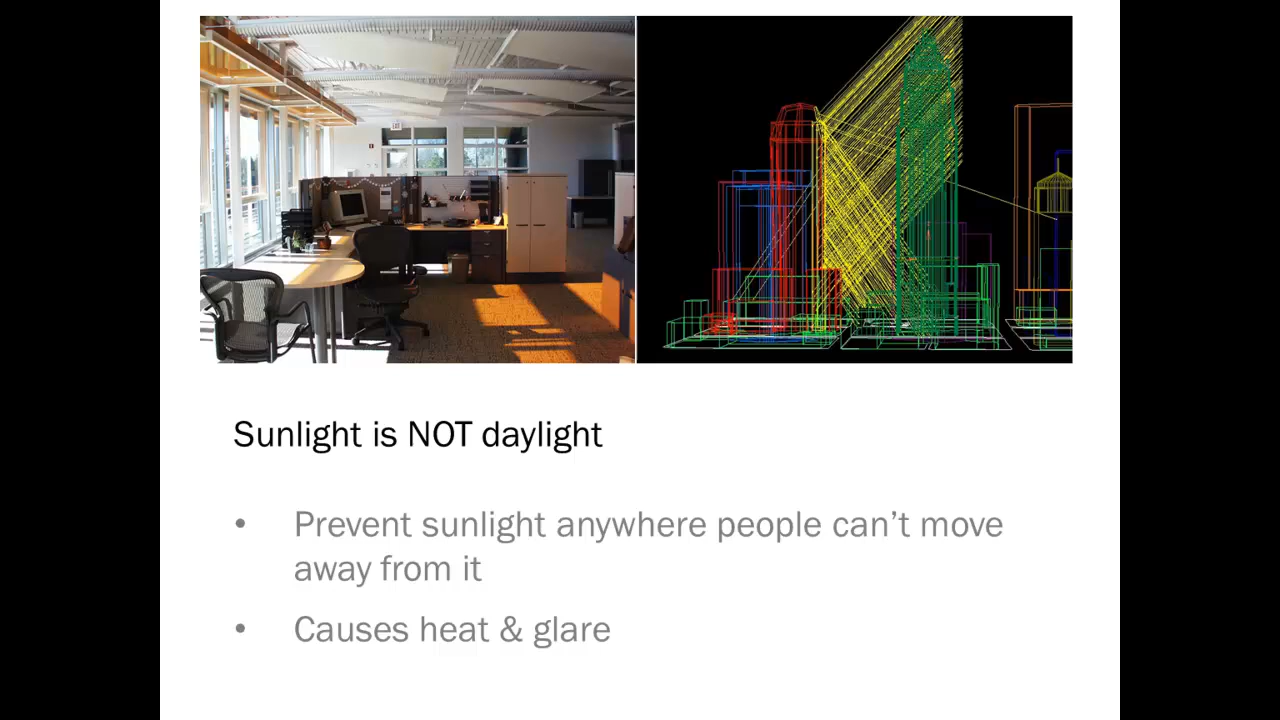 Sunlight is NOT daylight
• Prevent sunlight anywhere people can’t move
away from it
• Causes heat & glare